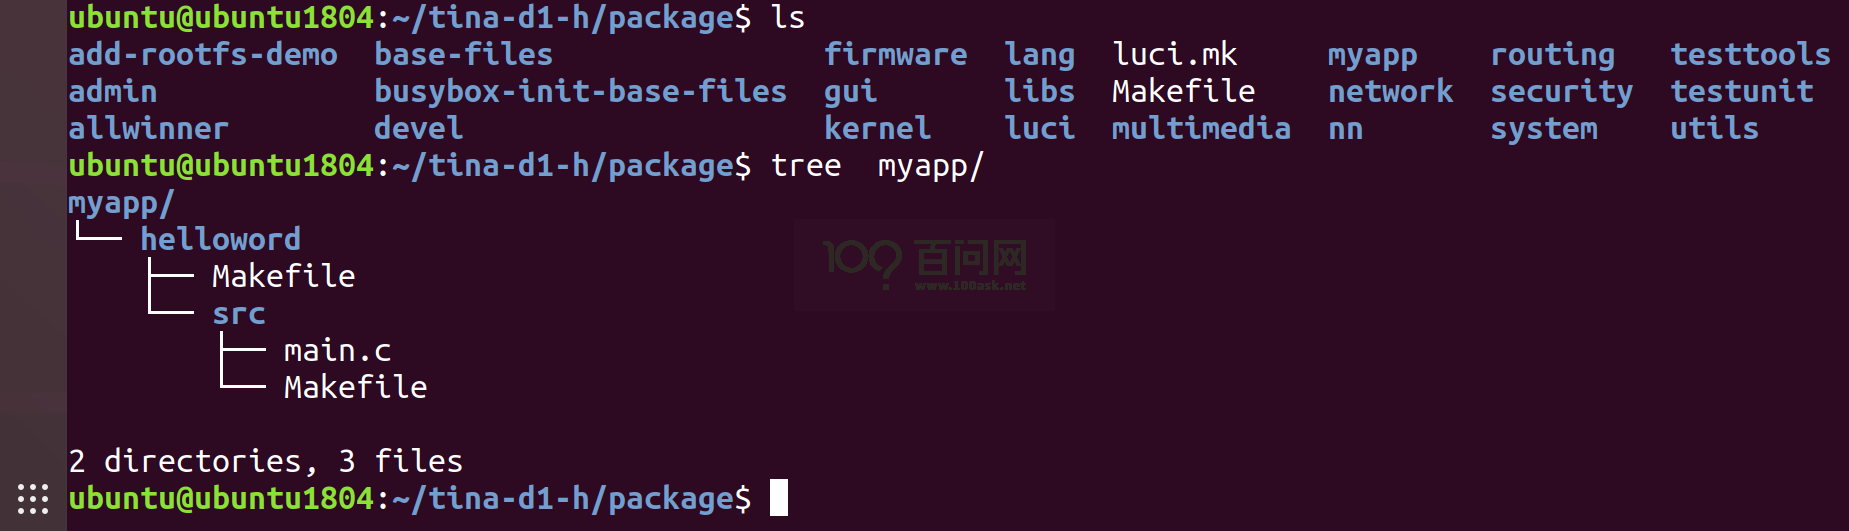 ubuntu@ubuntu1804:~/tina-d1-h/package$ ls
add-rootfs-demo  base-files               firmware  lang  luci.mk     myapp    routing   testtools
admin            busybox-init-base-files  gui       libs  Makefile    network  security  testunit
allwinner        devel                    kernel    luci  multimedia  nn       system    utils
ubuntu@ubuntu1804:~/tina-d1-h/package$ tree  myapp/
myapp/
└── helloword
    ├── Makefile
    └── src
        ├── main.c
        └── Makefile
100? 百问网
www.100ask.net
2 directories, 3 files
ubuntu@ubuntu1804:~/tina-d1-h/package$